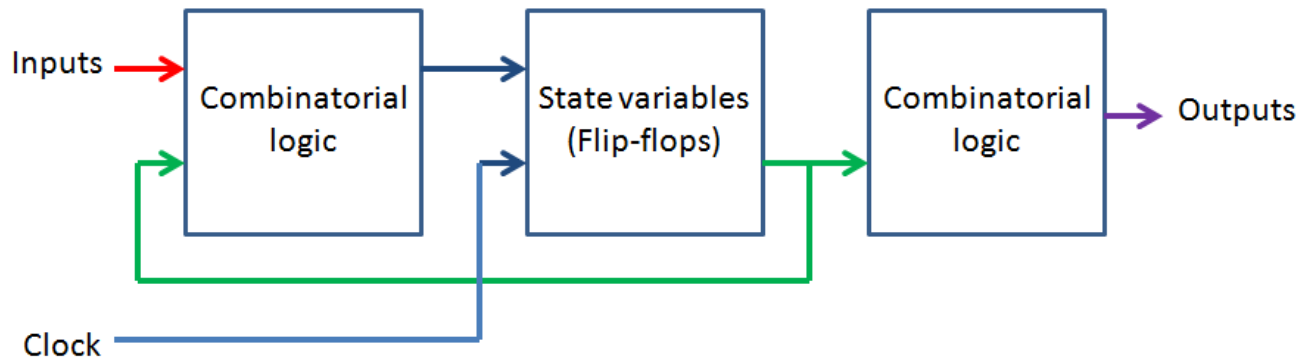 Inputs
Combinatorial
logic
State variables
(Flip-flops)
Combinatorial
logic
Outputs
Clock